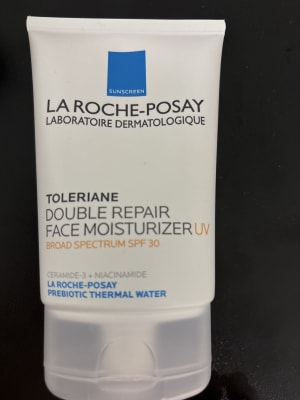 SUNSCREEN
LA ROCHE-POSAY
LABORATOIRE DERMATOLOGIQUE
TOLERIANE
DOUBLE REPAIR
FACE MOISTURIZER UV
BROAD SPECTRUM SPF 30
CERAMIDE-3 + NIACINAMIDE
LA ROCHE-POSAY
PREBIOTIC THERMAL WATER